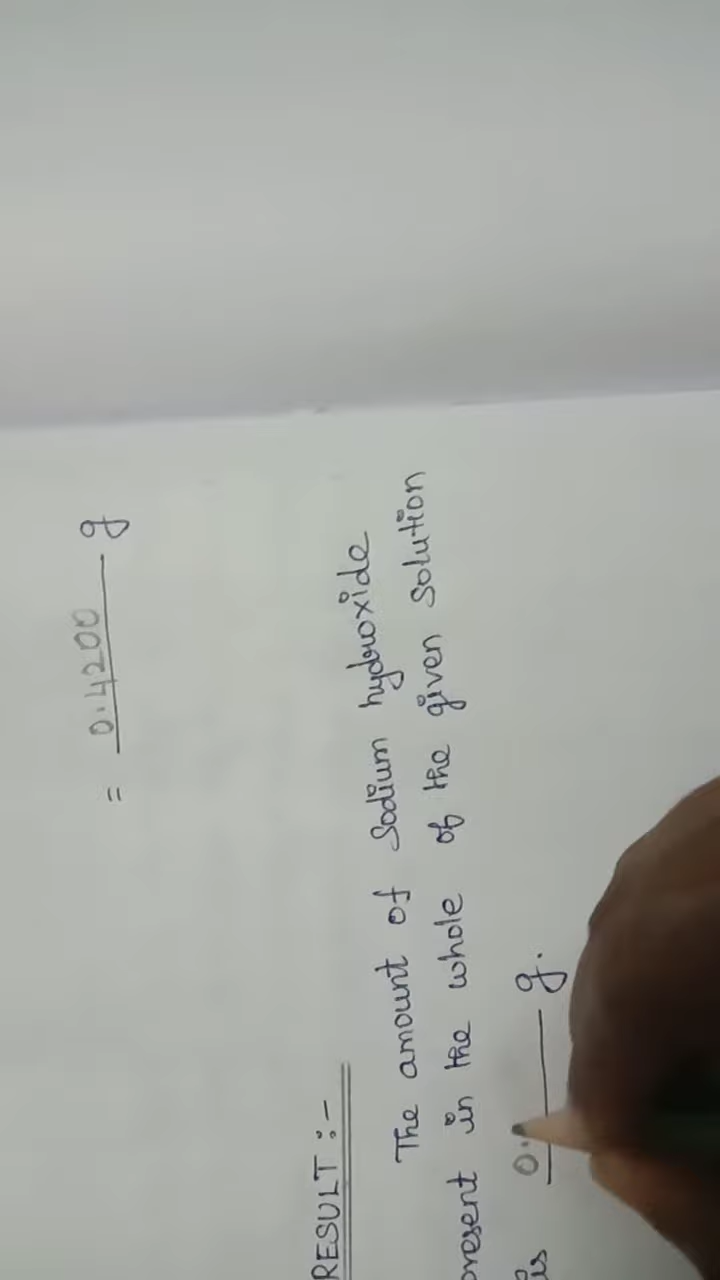 = 0.4200 g
RESULT :-
The amount of Sodium hydroxide
present in the whole of the given solution
is 0. g.